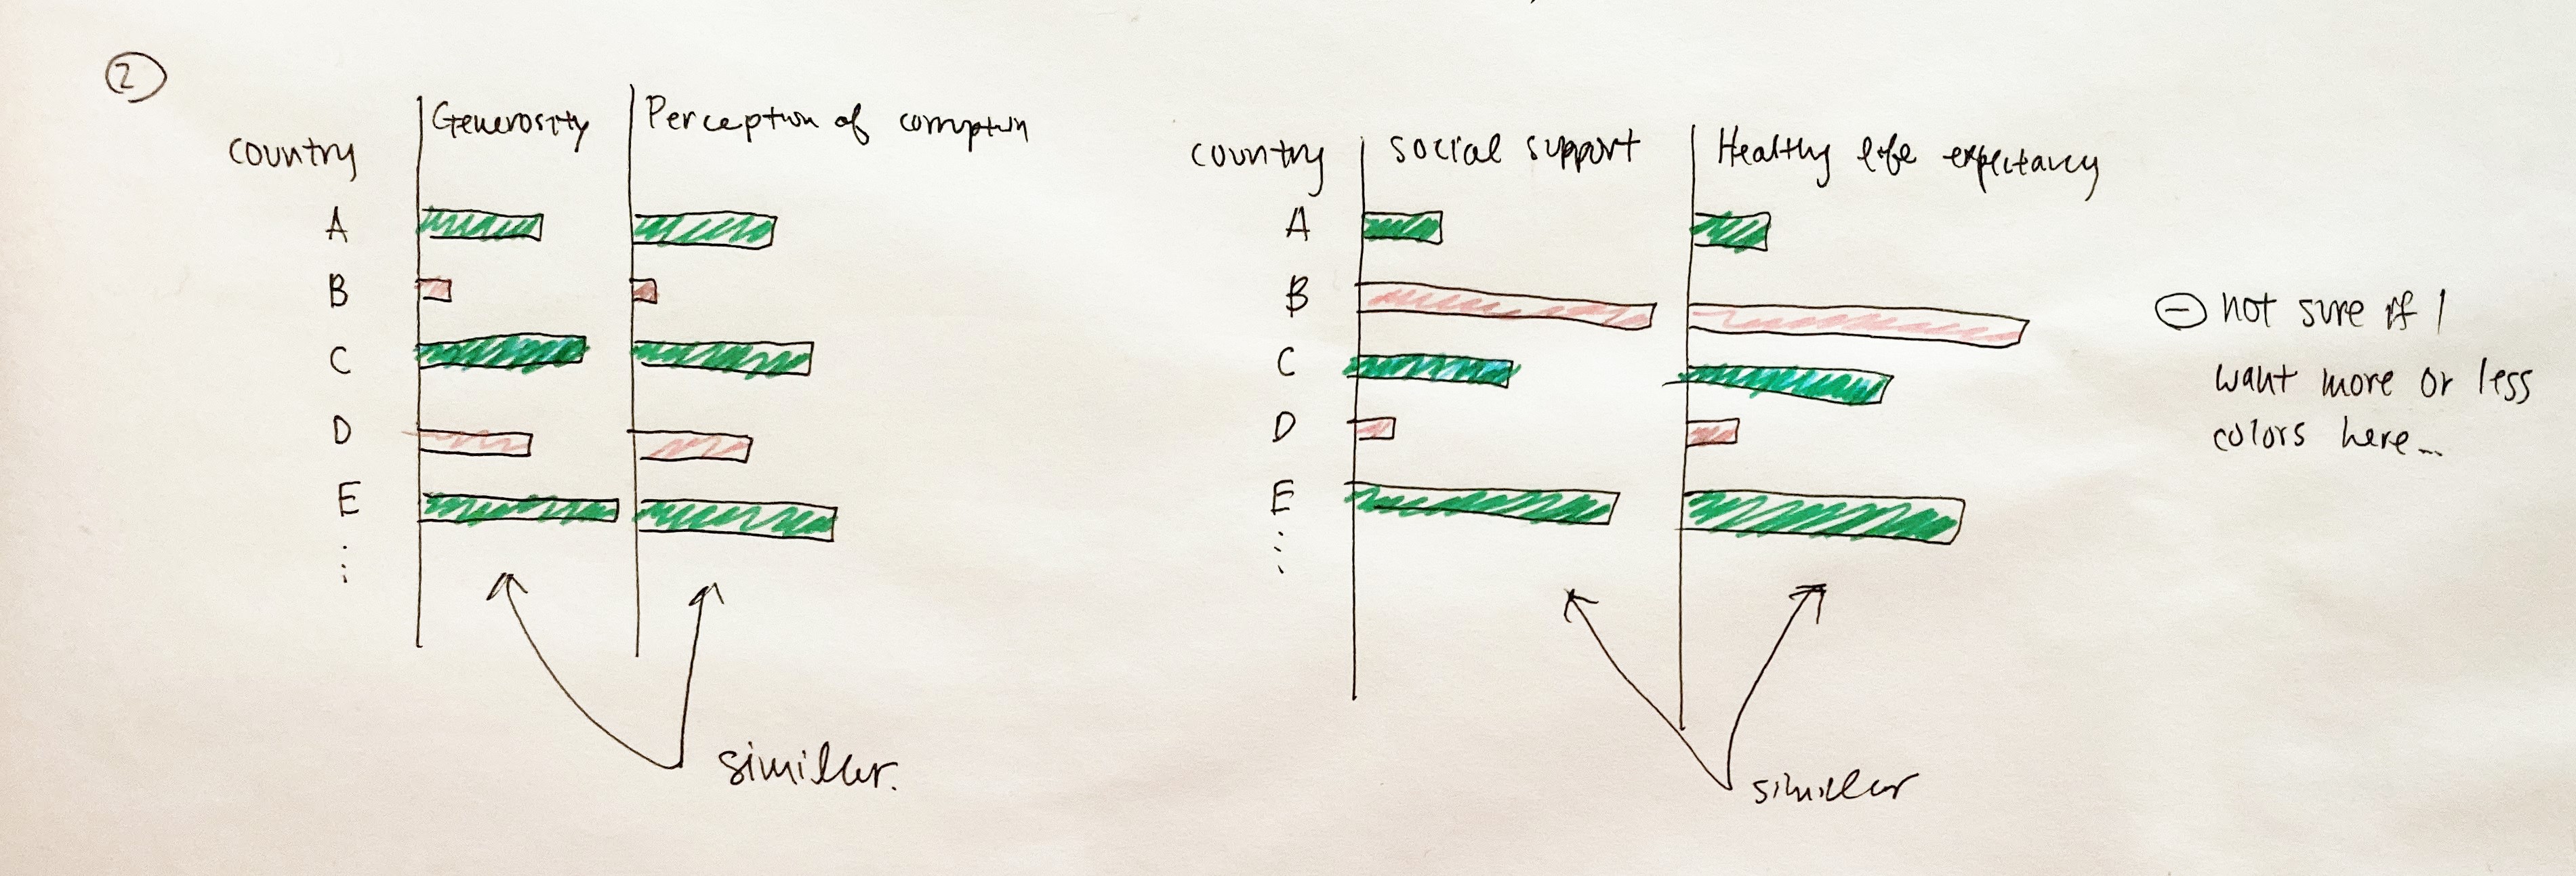 2
Generosity
Perception of corruption
country
A
B
C
D
E
similar.
country
social support
Healthy life expectancy
A
B
C
D
E
similar
⊖ not sure if I
want more or less
colors here...